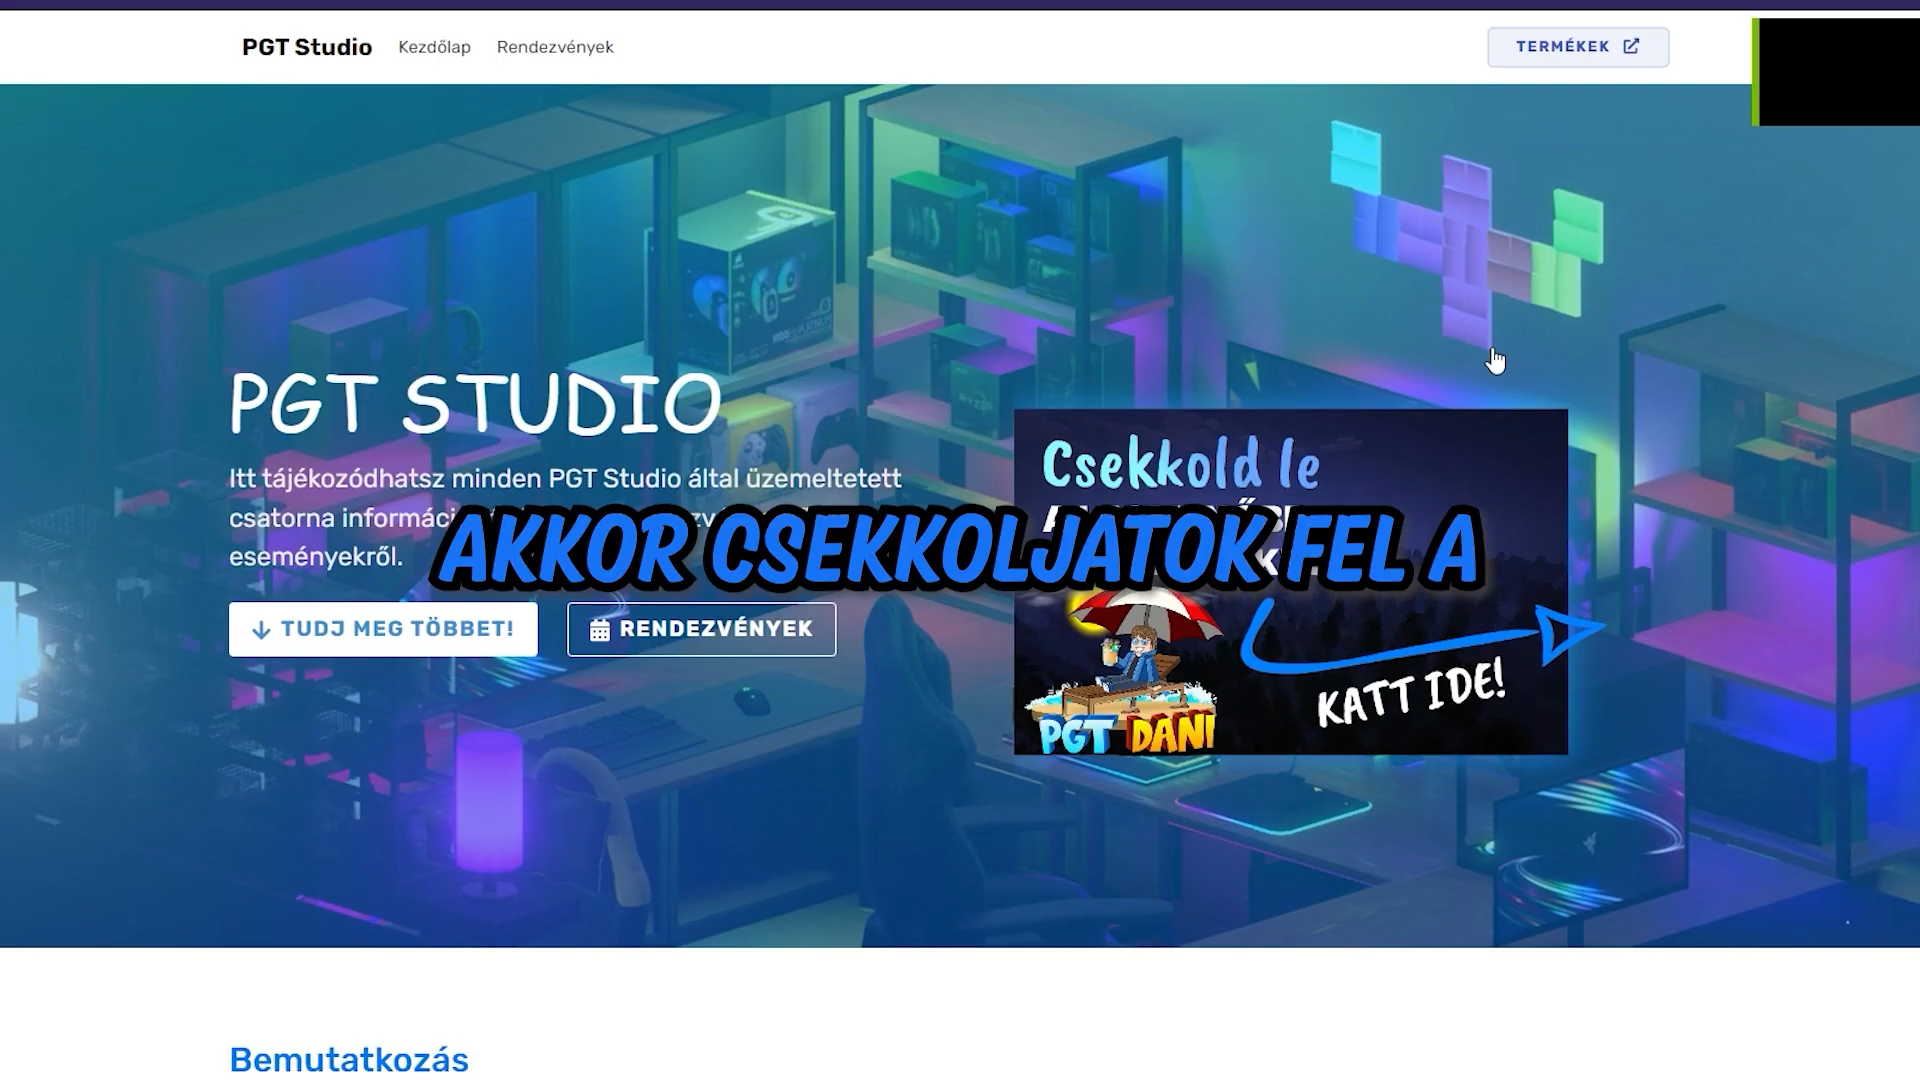 PGT Studio
Kezdőlap
Rendezvények
TERMÉKEK
PGT STUDIO
Itt tájékozódhatsz minden PGT Studio által üzemeltetett
csatorna
eseményekről.
AKKOR CSEKKOLJATOK FEL A
TUDJ MEG TÖBBET!
RENDEZVÉNYEK
Csekkold le
KATT IDE!
PGT DANI
Bemutatkozás